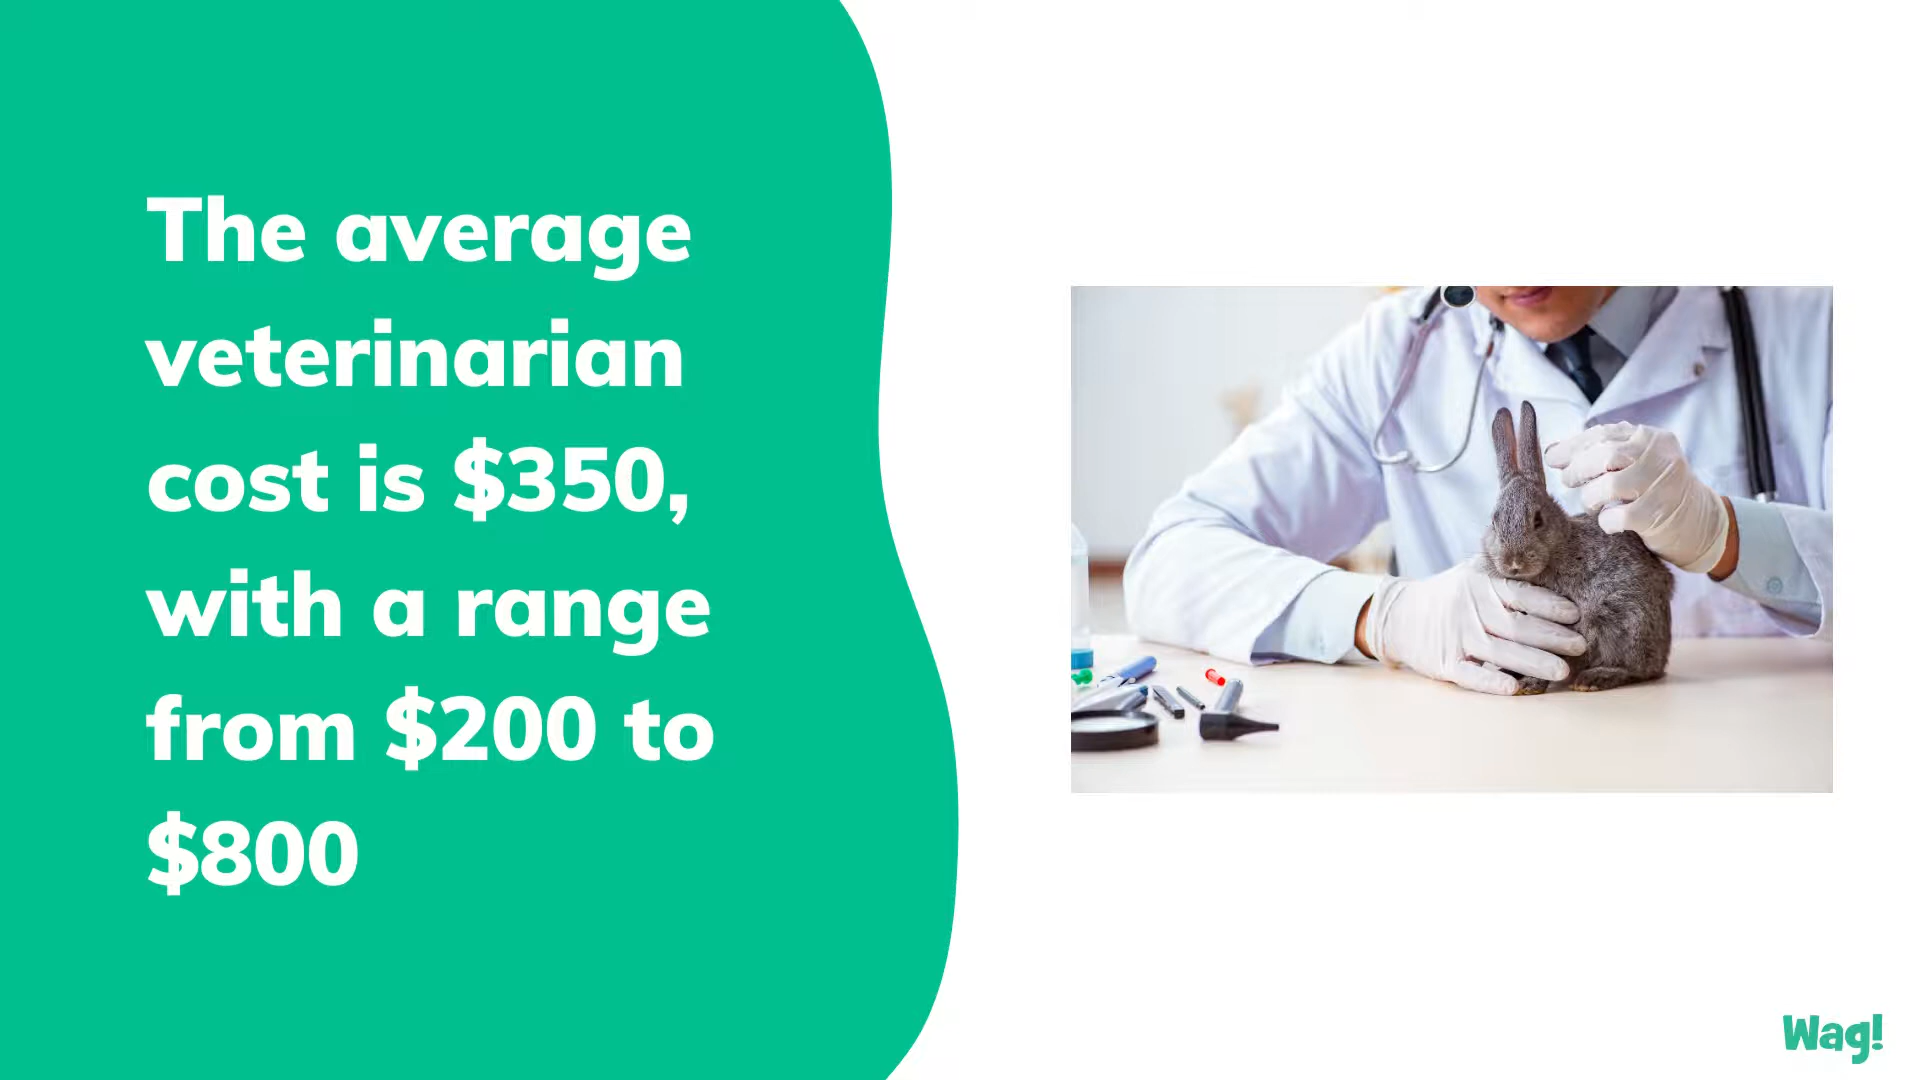 The average
veterinarian
cost is $350,
with a range
from $200 to
$800
Wag!